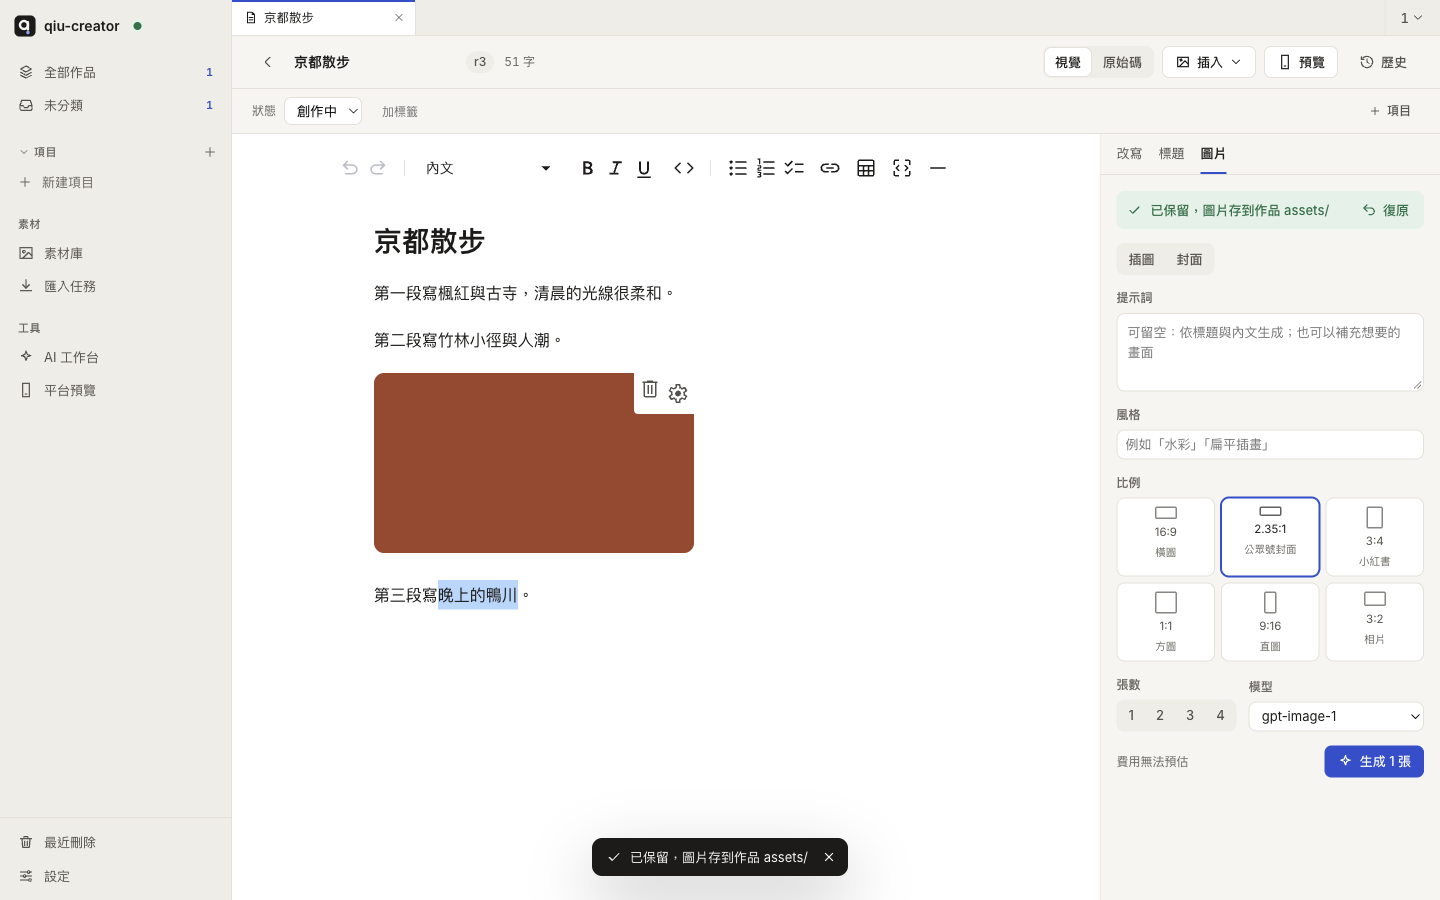 qiu-creator
全部作品 1
未分類 1
項目
新建項目
素材
素材庫
匯入任務
工具
AI 工作台
平台預覽
最近刪除
設定
京都散步
1
京都散步 r3 51 字
視覺 原始碼 插入 預覽 歷史
狀態 創作中 加標籤 項目
內文
京都散步
第一段寫楓紅與古寺，清晨的光線很柔和。
第二段寫竹林小徑與人潮。
第三段寫晚上的鴨川。
改寫 標題 圖片
已保留，圖片存到作品 assets/ 復原
插圖 封面
提示詞
可留空：依標題與內文生成；也可以補充想要的
畫面
風格
例如「水彩」「扁平插畫」
比例
16:9
橫圖
2.35:1
公眾號封面
3:4
小紅書
1:1
方圖
9:16
直圖
3:2
相片
張數 模型
1 2 3 4 gpt-image-1
費用無法預估 生成 1 張
已保留，圖片存到作品 assets/